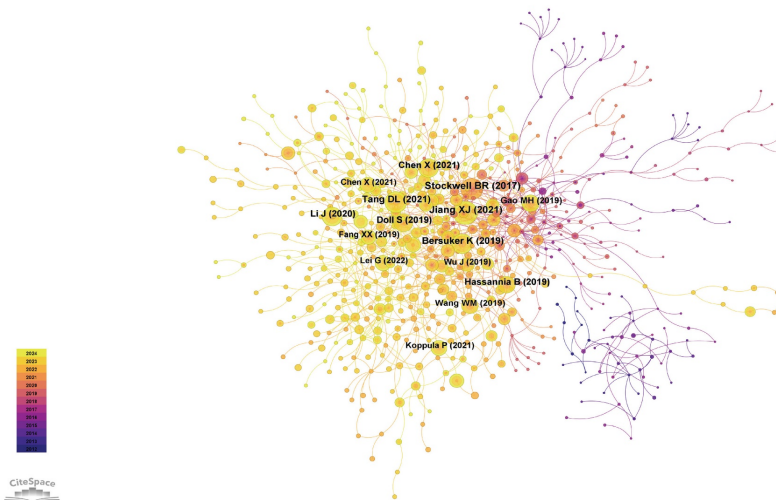 Chen X (2021)
Chen X (2021)
Stockwell BR (2017)
Tang DL (2021)
Gao MH (2019)
Li J (2020)
Jiang XJ (2021)
Doll S (2019)
Fang XX (2019)
Bersuker K (2019)
Lei G (2022)
Wu J (2019)
Hassannia B (2019)
Wang WM (2019)
Koppula P (2021)
2024
2023
2022
2021
2020
2019
2018
2017
2016
2015
2014
2013
CiteSpace